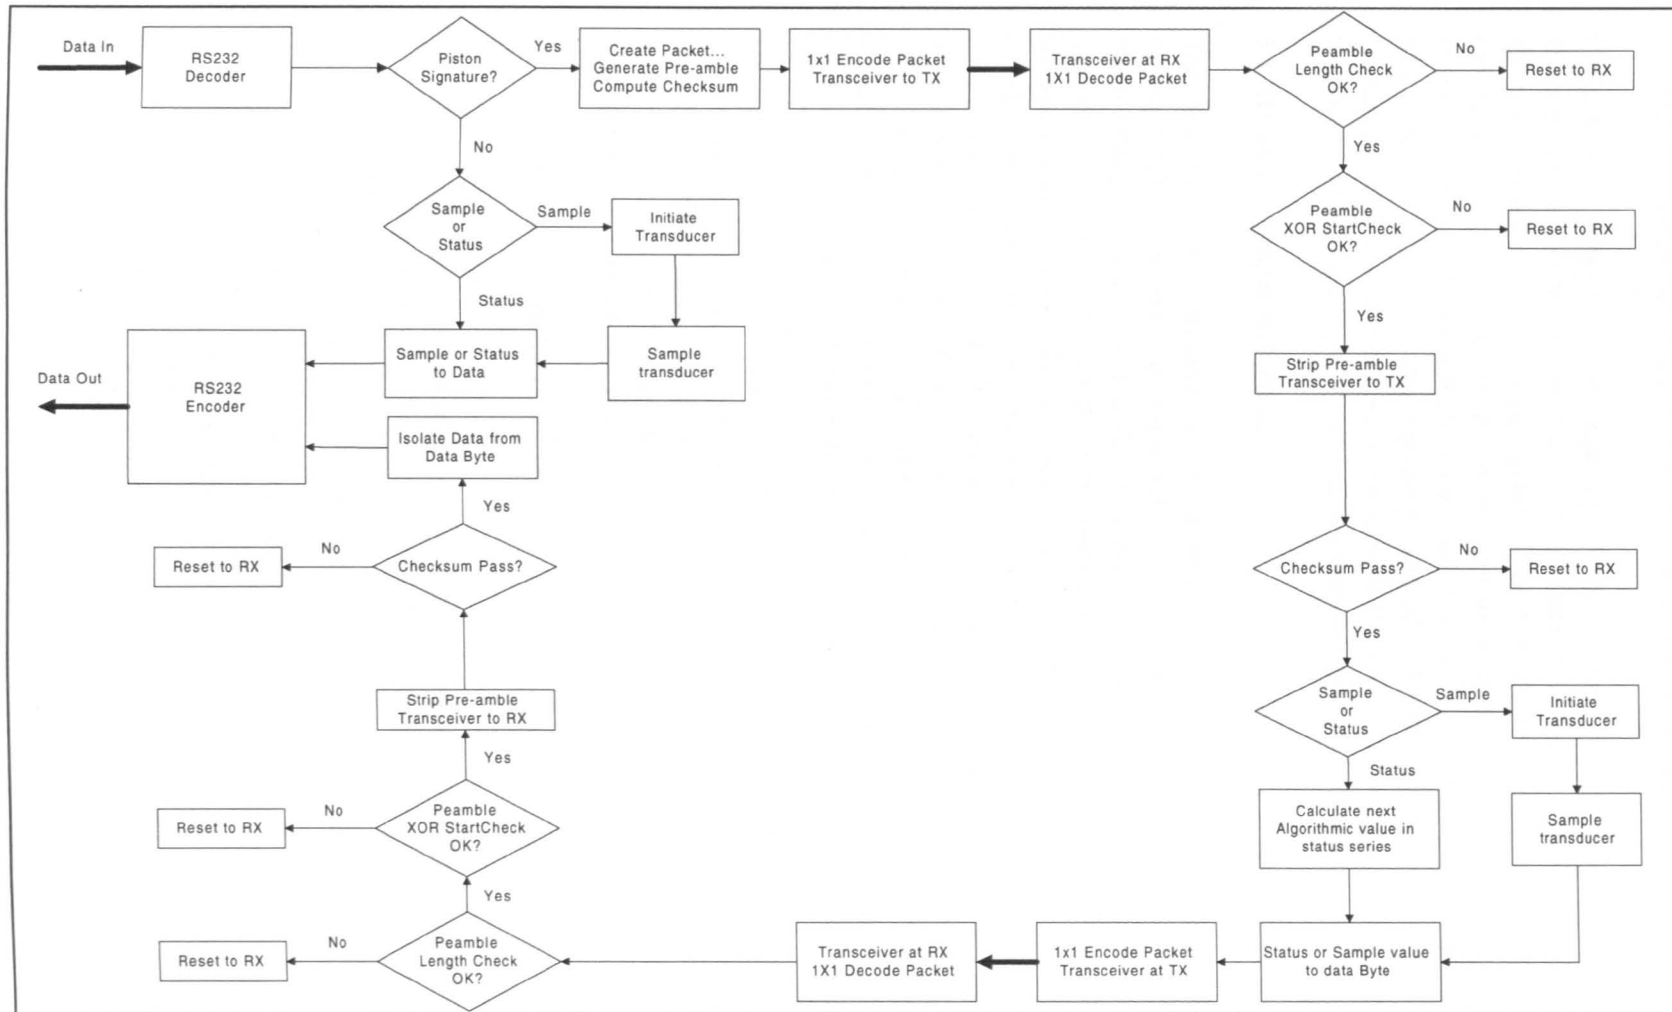 Data In
RS232
Decoder
Piston
Signature?
Yes
Create Packet...
Generate Pre-amble
Compute Checksum
1x1 Encode Packet
Transceiver to TX
Transceiver at RX
1X1 Decode Packet
Peamble
Length Check
OK?
No
Reset to RX
No
Yes
Sample
or
Status
Sample
Initiate
Transducer
Peamble
XOR StartCheck
OK?
No
Reset to RX
Status
Yes
Sample or Status
to Data
Sample
transducer
Strip Pre-amble
Transceiver to TX
Data Out
RS232
Encoder
Isolate Data from
Data Byte
Yes
Reset to RX
No
Checksum Pass?
Checksum Pass?
No
Reset to RX
Yes
Strip Pre-amble
Transceiver to RX
Sample
or
Status
Sample
Initiate
Transducer
Yes
Status
Reset to RX
No
Peamble
XOR StartCheck
OK?
Calculate next
Algorithmic value in
status series
Sample
transducer
Yes
Reset to RX
No
Peamble
Length Check
OK?
Transceiver at RX
1X1 Decode Packet
1x1 Encode Packet
Transceiver at TX
Status or Sample value
to data Byte